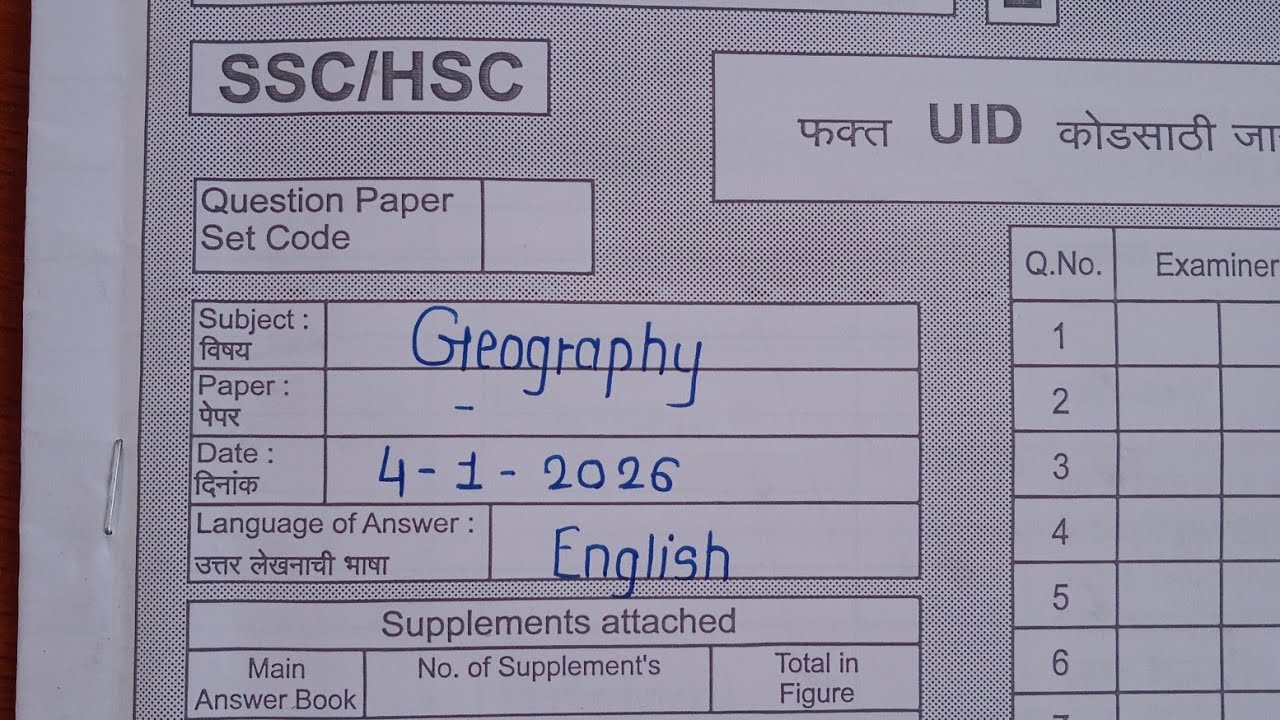 SSC/HSC
फक्त UID कोडसाठी
Question Paper
Set Code
Q.No. Examiner
Subject : Geography
विषय
1
Paper : -
पेपर
2
Date : 4-1-2026
दिनांक
3
Language of Answer : English
उत्तर लेखनाची भाषा
4
5
Supplements attached
6
Main
Answer Book
No. of Supplement's
Total in
Figure